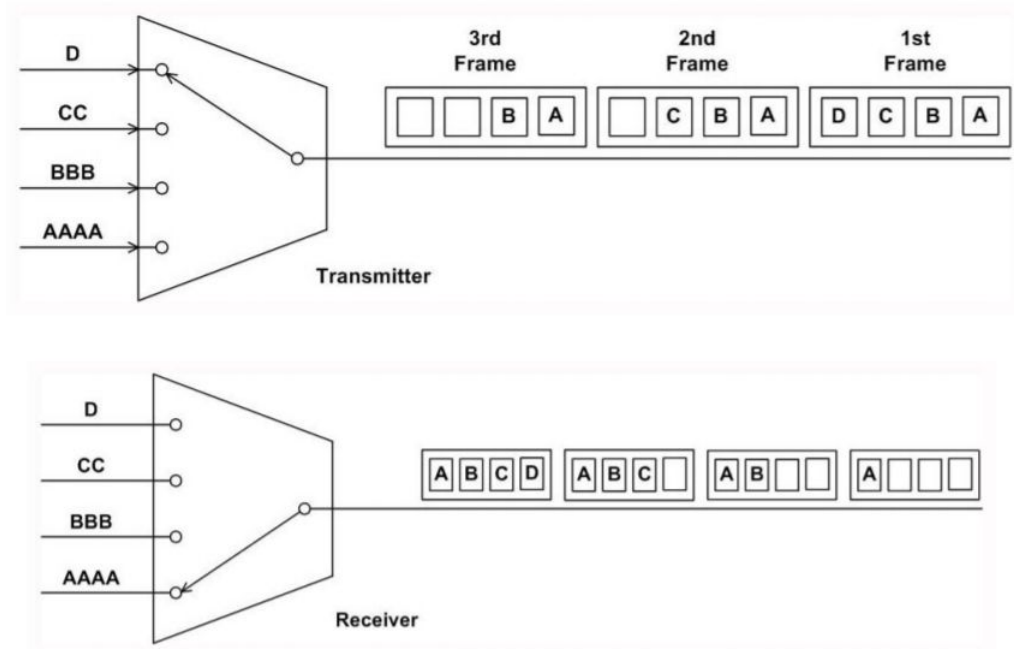 D
CC
BBB
AAAA
3rd
Frame
2nd
Frame
1st
Frame
B A
C B A
D C B A
Transmitter
D
CC
BBB
AAAA
A B C D
A B C
A B
A
Receiver